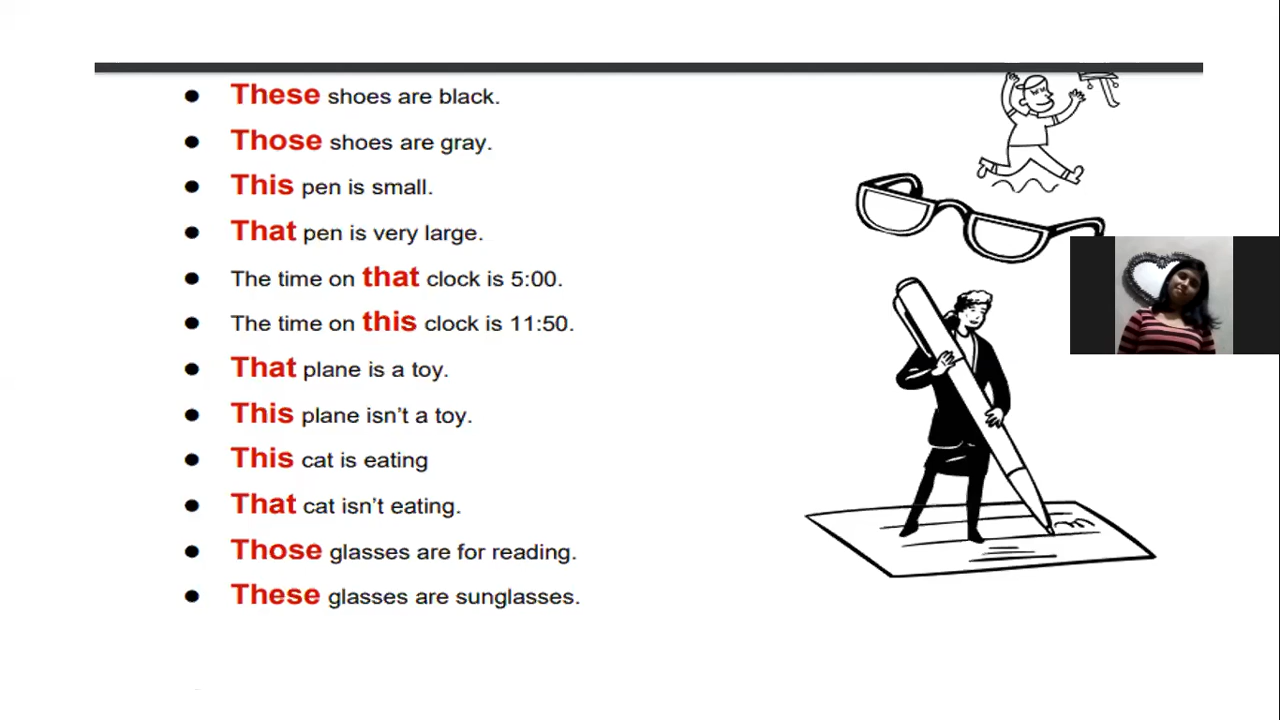 These shoes are black.
Those shoes are gray.
This pen is small.
That pen is very large.
The time on that clock is 5:00.
The time on this clock is 11:50.
That plane is a toy.
This plane isn’t a toy.
This cat is eating
That cat isn’t eating.
Those glasses are for reading.
These glasses are sunglasses.